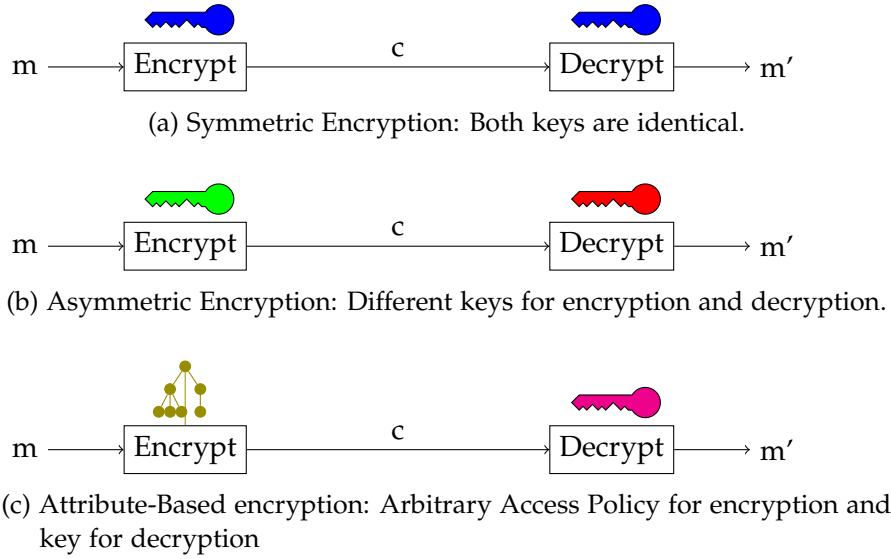 m Encrypt c Decrypt m′
(a) Symmetric Encryption: Both keys are identical.
m Encrypt c Decrypt m′
(b) Asymmetric Encryption: Different keys for encryption and decryption.
m Encrypt c Decrypt m′
(c) Attribute-Based encryption: Arbitrary Access Policy for encryption and
key for decryption